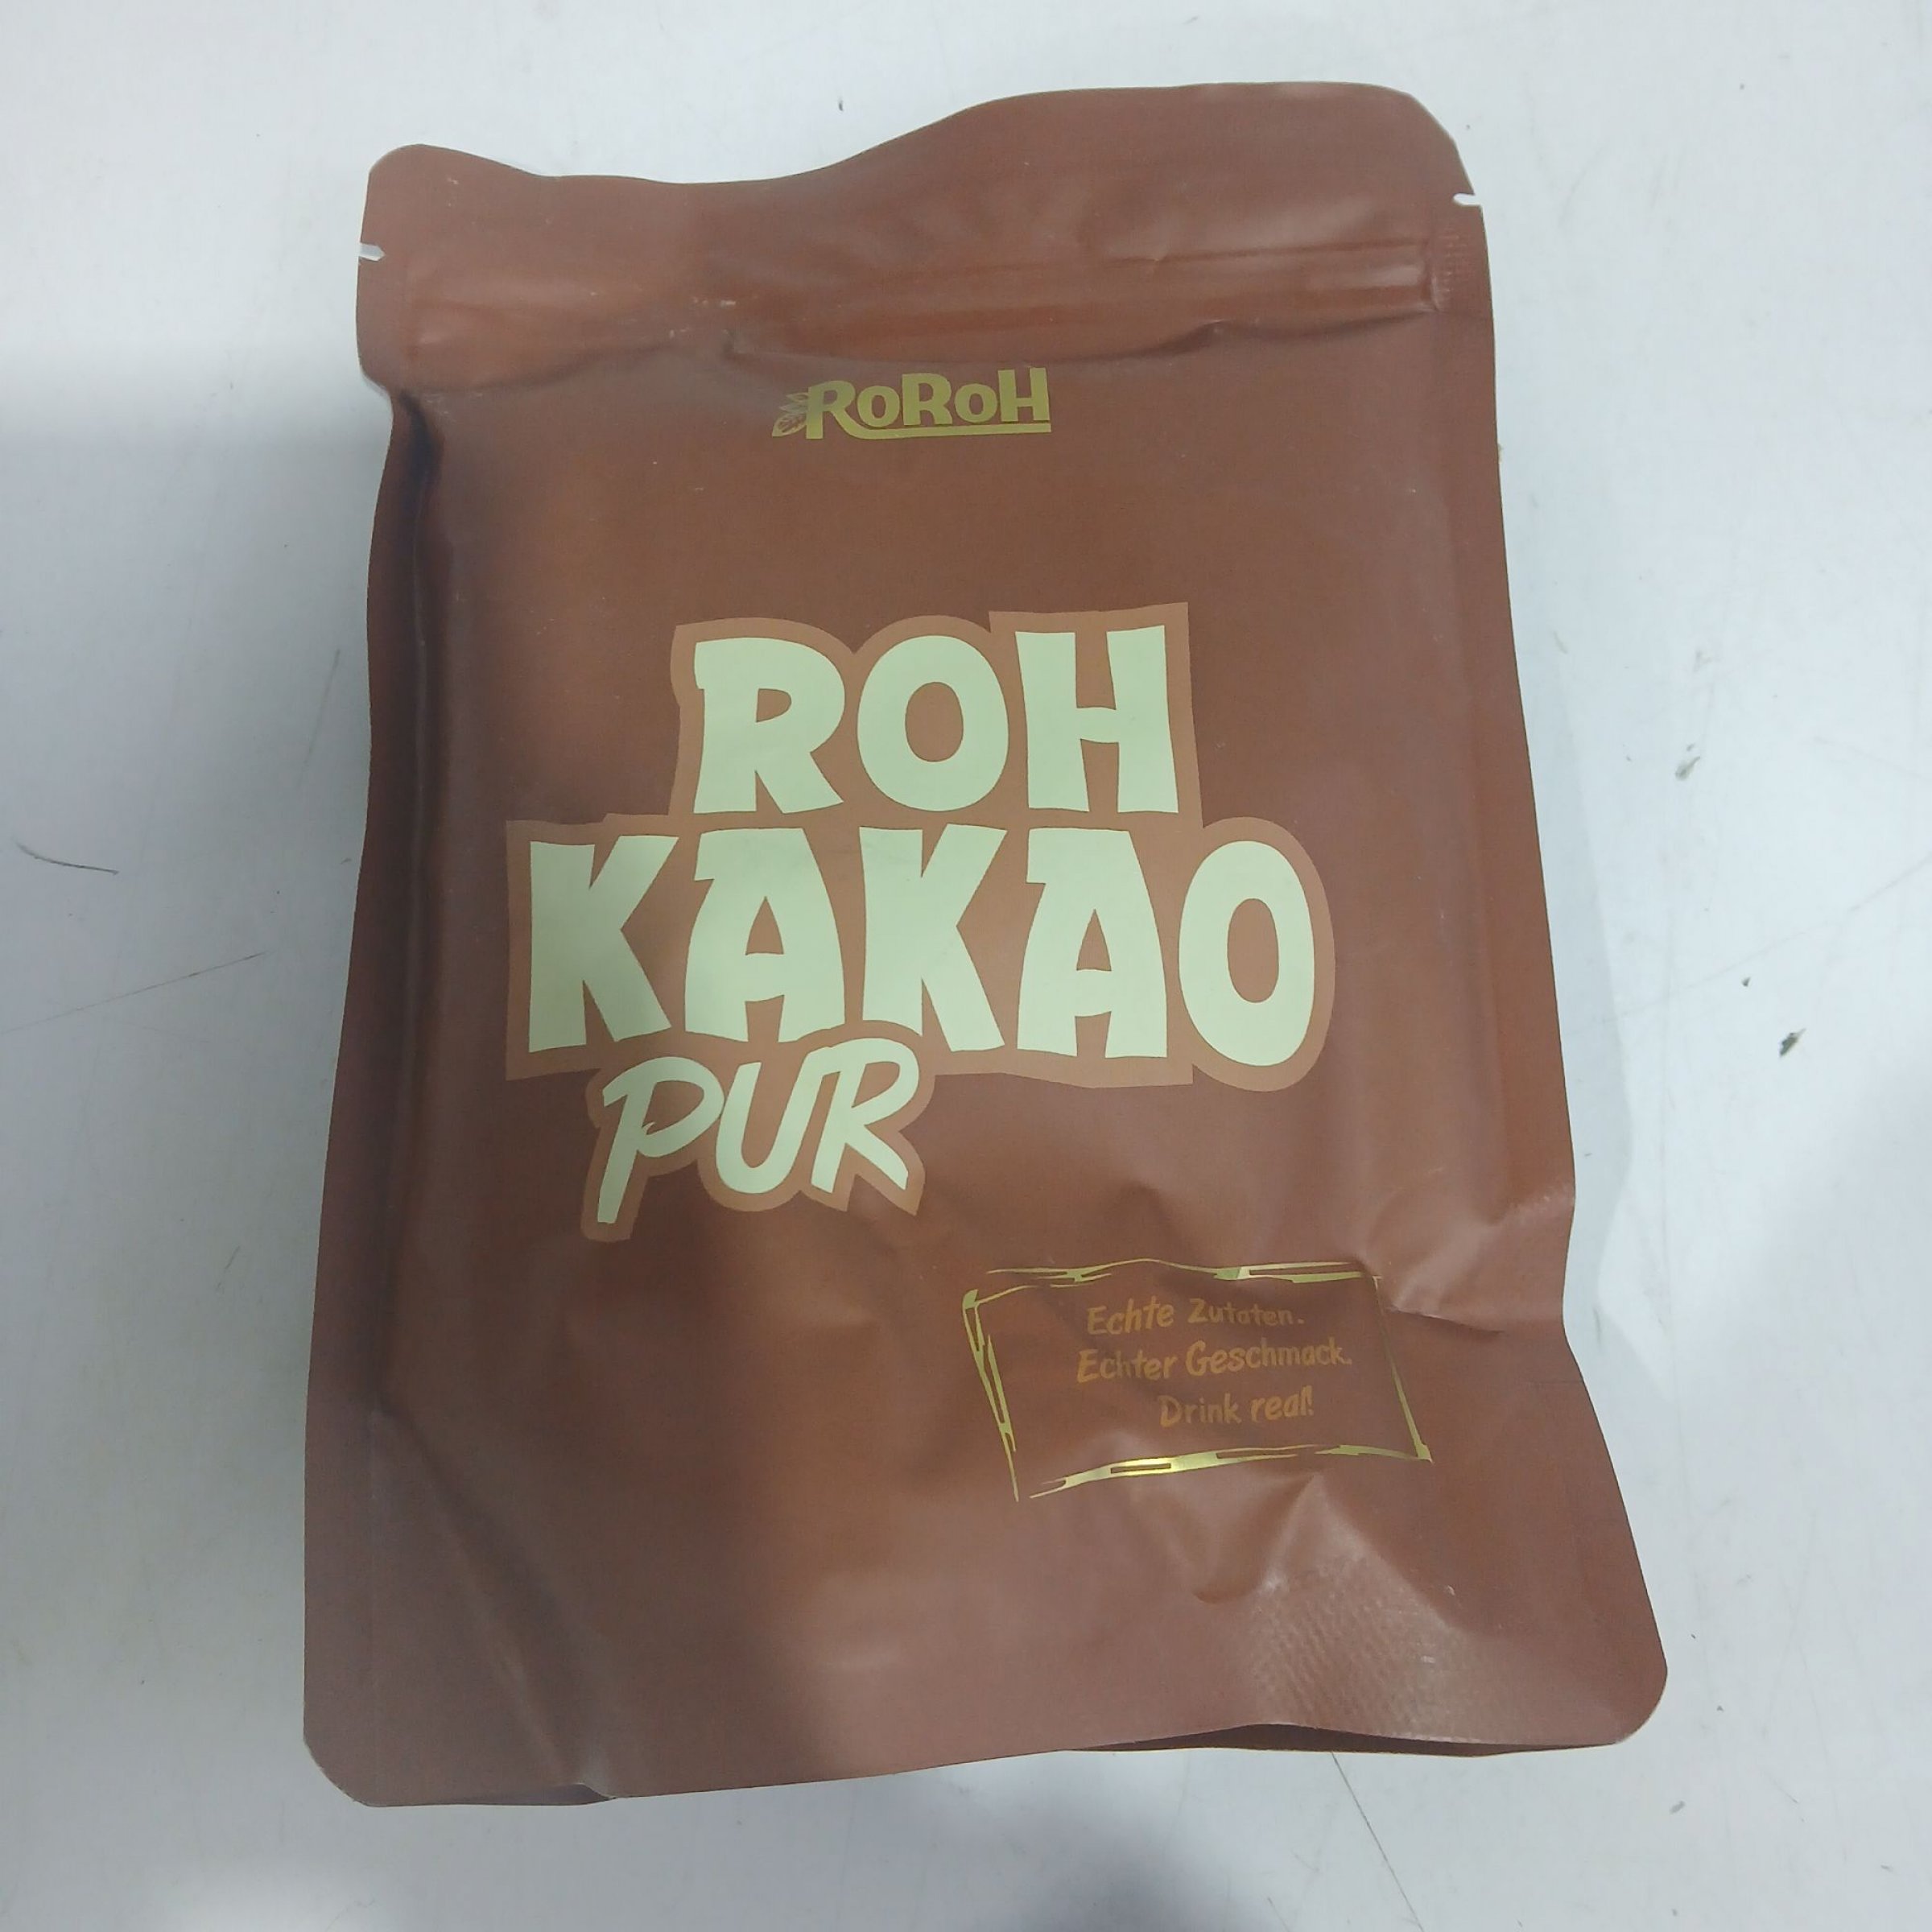 RoRoH
ROH
KAKAO
PUR
Echte Zutaten.
Echter Geschmack.
Drink real!